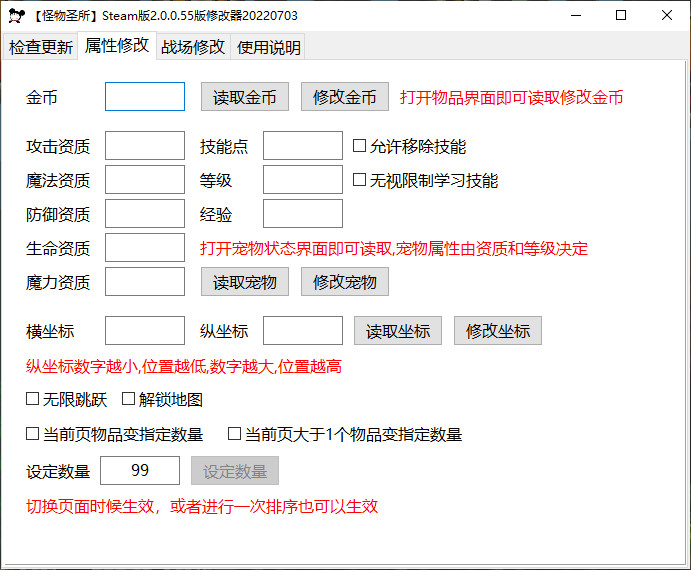 【怪物圣所】Steam版2.0.0.55版修改器20220703
检查更新 属性修改 战场修改 使用说明
金币 读取金币 修改金币 打开物品界面即可读取修改金币
攻击资质 技能点 允许移除技能
魔法资质 等级 无视限制学习技能
防御资质 经验
生命资质 打开宠物状态界面即可读取,宠物属性由资质和等级决定
魔力资质 读取宠物 修改宠物
横坐标 纵坐标 读取坐标 修改坐标
纵坐标数字越小,位置越低,数字越大,位置越高
无限跳跃 解锁地图
当前页物品变指定数量 当前页大于1个物品变指定数量
设定数量 99 设定数量
切换页面时候生效，或者进行一次排序也可以生效